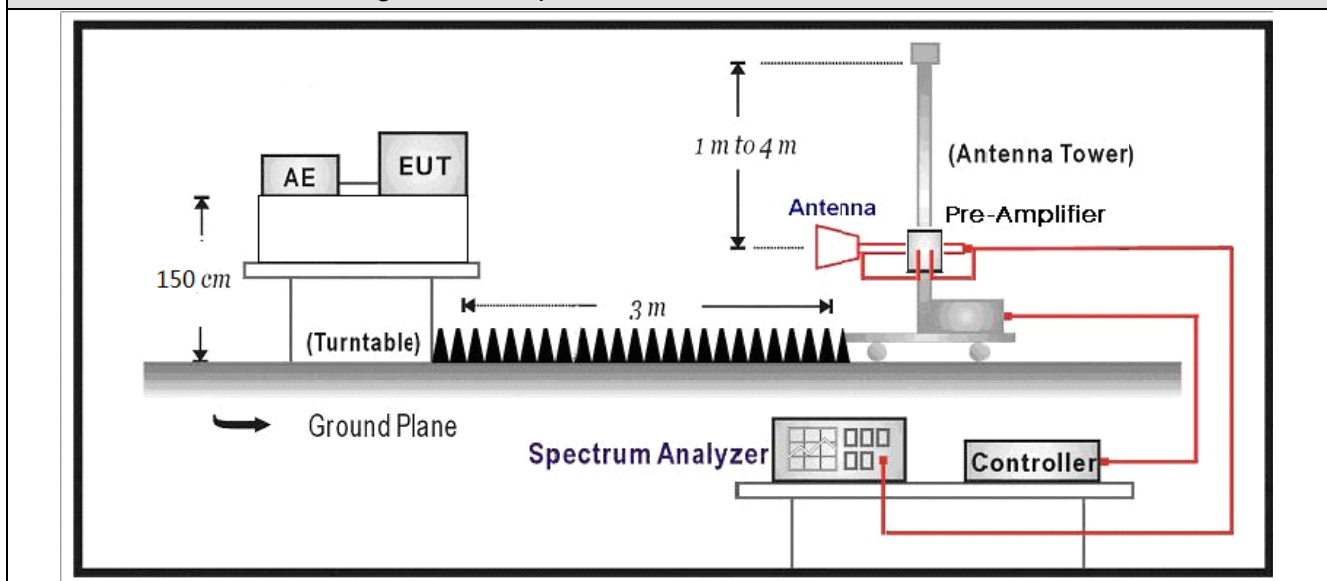 1 m to 4 m
(Antenna Tower)
AE
EUT
Antenna
Pre-Amplifier
150 cm
3 m
(Turntable)
Ground Plane
Spectrum Analyzer
Controller